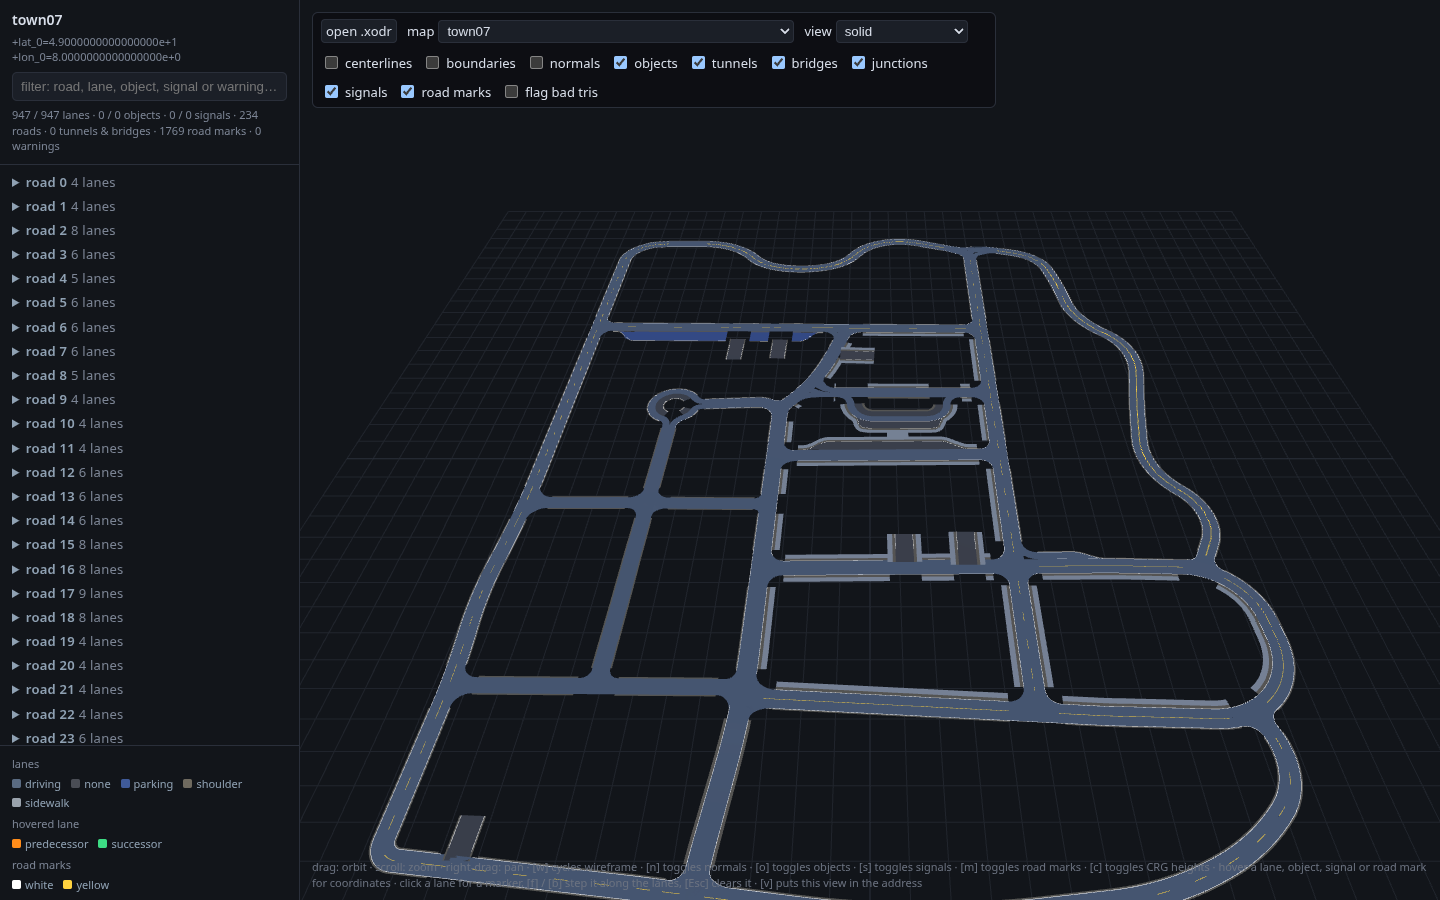 town07
+lat_0=4.9000000000000000e+1
+lon_0=8.0000000000000000e+0
filter: road, lane, object, signal or warning…
947 / 947 lanes · 0 / 0 objects · 0 / 0 signals · 234
roads · 0 tunnels & bridges · 1769 road marks · 0
warnings
road 0 4 lanes
road 1 4 lanes
road 2 8 lanes
road 3 6 lanes
road 4 5 lanes
road 5 6 lanes
road 6 6 lanes
road 7 6 lanes
road 8 5 lanes
road 9 6 lanes
road 10 4 lanes
road 11 4 lanes
road 12 6 lanes
road 13 6 lanes
road 14 6 lanes
road 15 8 lanes
road 16 8 lanes
road 17 9 lanes
road 18 8 lanes
road 19 4 lanes
road 20 4 lanes
road 21 4 lanes
road 22 4 lanes
road 23 6 lanes
lanes
driving none parking shoulder
sidewalk
hovered lane
predecessor successor
road marks
white yellow
open .xodr map town07 view solid
centerlines boundaries normals objects tunnels bridges junctions
signals road marks flag bad tris
drag: orbit · scroll: zoom · right-drag: pan · [w] cycles wireframe · [n] toggles normals · [o] toggles objects · [s] toggles signals · [m] toggles road marks · [c] toggles CRG heights · hover a lane, object, signal or road mark
for coordinates · click a lane for a marker, [f] / [b] step it along the lanes, [Esc] clears it · [v] puts this view in the address